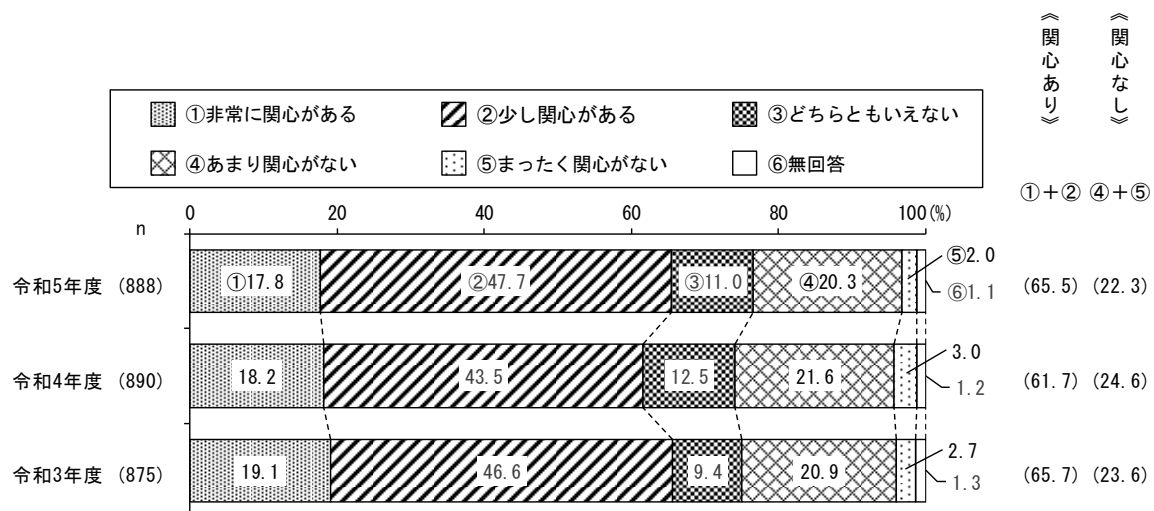 《関心あり》
《関心なし》
①非常に関心がある ②少し関心がある ③どちらともいえない
④あまり関心がない ⑤まったく関心がない ⑥無回答
①+② ④+⑤
0 20 40 60 80 100(%)
n
令和5年度 (888) ①17.8 ②47.7 ③11.0 ④20.3 ⑤2.0 ⑥1.1 (65.5) (22.3)
令和4年度 (890) 18.2 43.5 12.5 21.6 3.0 1.2 (61.7) (24.6)
令和3年度 (875) 19.1 46.6 9.4 20.9 2.7 1.3 (65.7) (23.6)